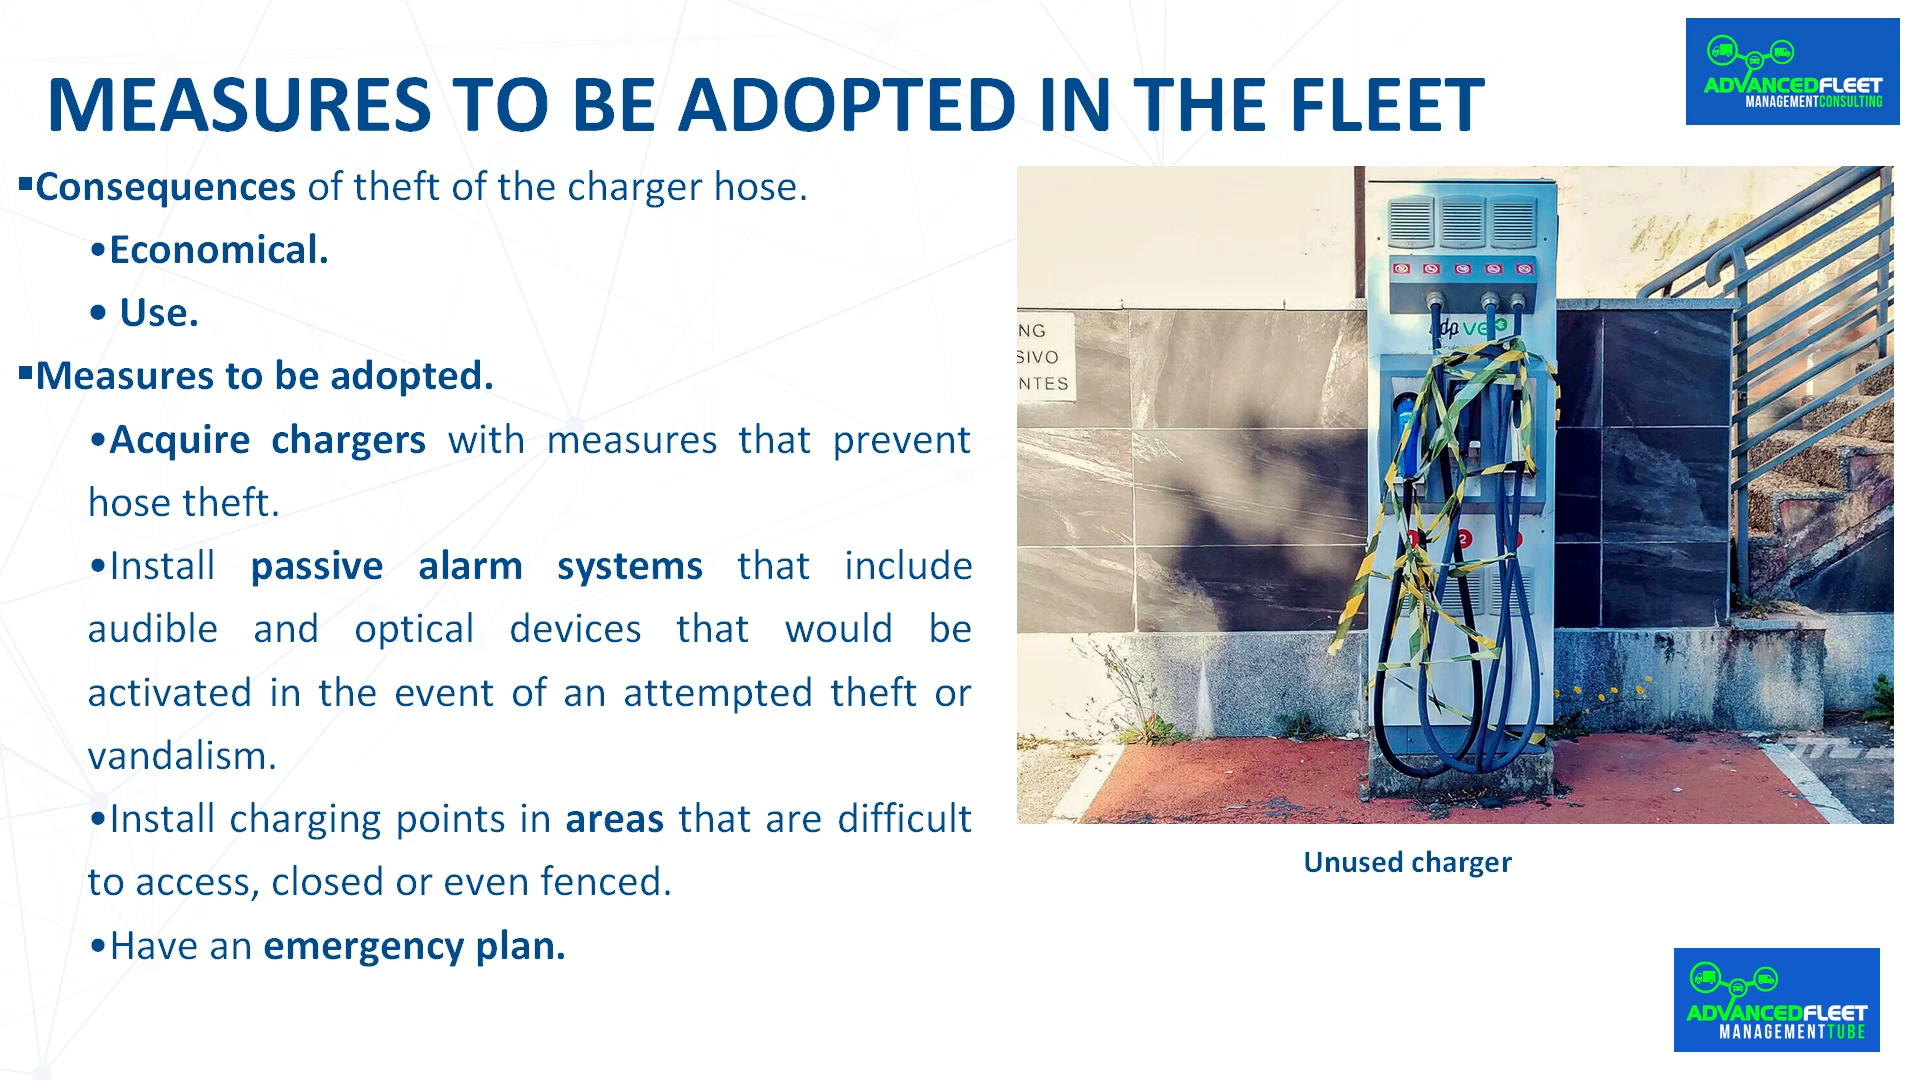 MEASURES TO BE ADOPTED IN THE FLEET
ADVANCEDFLEET
MANAGEMENTCONSULTING
▪Consequences of theft of the charger hose.
•Economical.
• Use.
▪Measures to be adopted.
•Acquire chargers with measures that prevent
hose theft.
•Install passive alarm systems that include
audible and optical devices that would be
activated in the event of an attempted theft or
vandalism.
•Install charging points in areas that are difficult
to access, closed or even fenced.
•Have an emergency plan.
NG
SIVO
NTES
2
Unused charger
ADVANCEDFLEET
MANAGEMENTTUBE